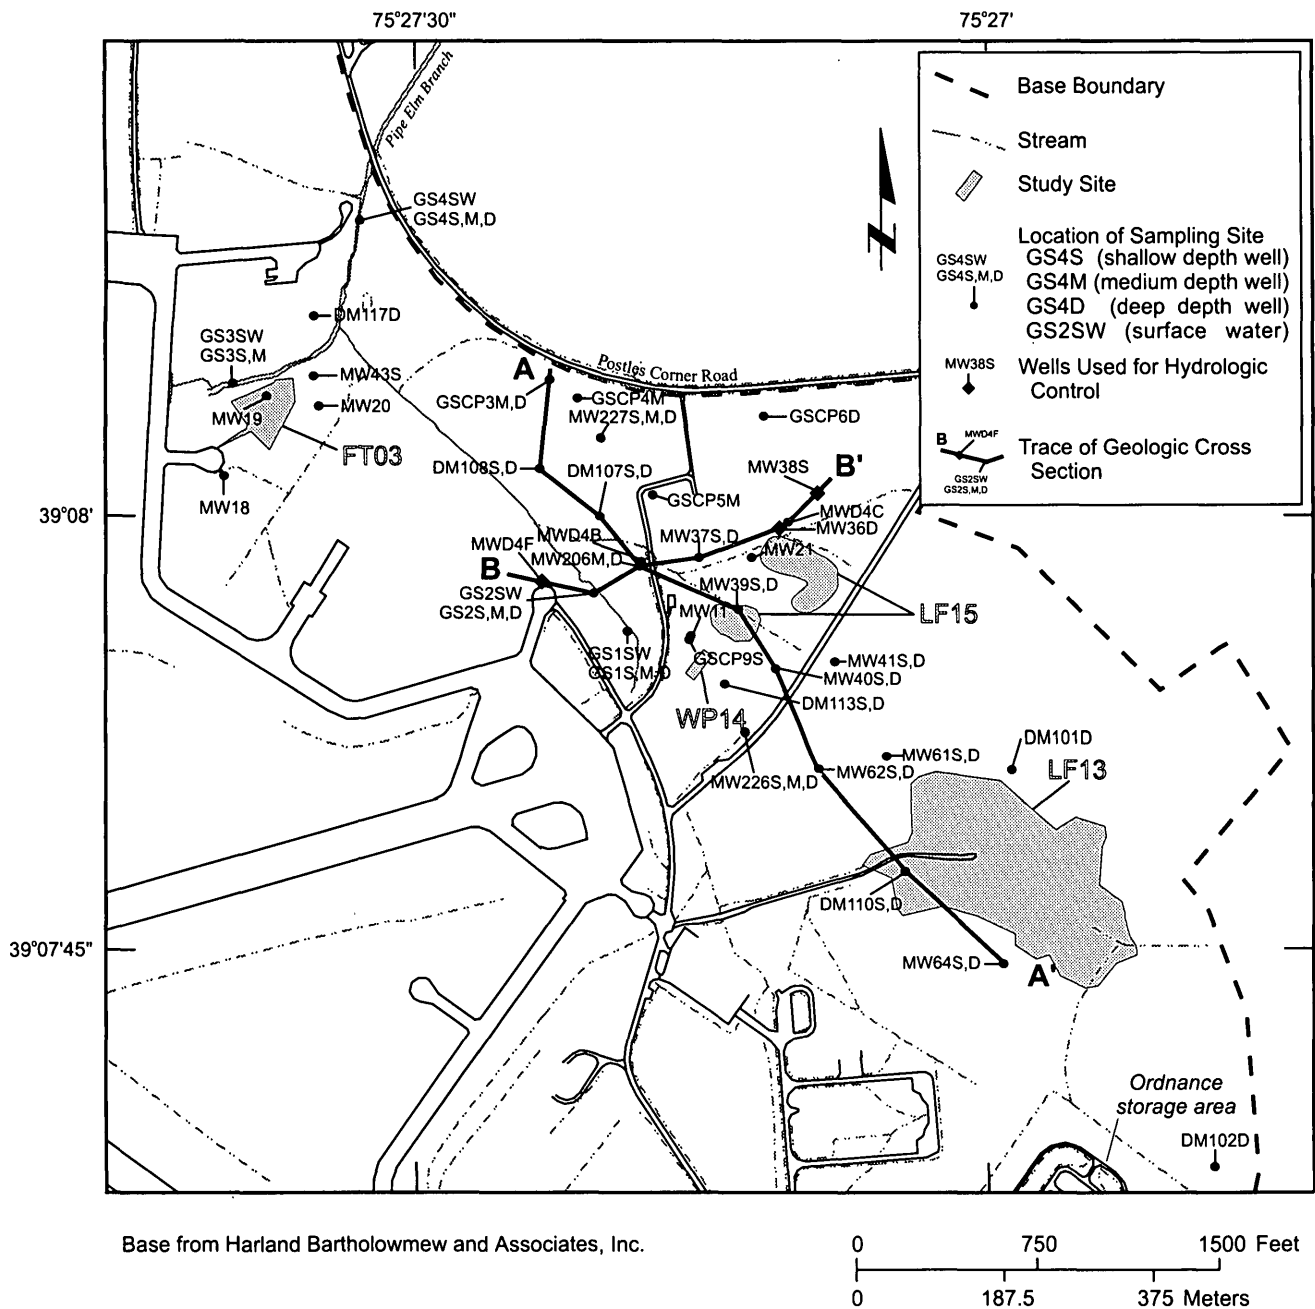 75°27'30"
75°27'
Pipe Elm Branch
Base Boundary
Stream
Study Site
Location of Sampling Site
GS4SW
GS4S,M,D
GS4S (shallow depth well)
GS4M (medium depth well)
GS4D (deep depth well)
GS2SW (surface water)
MW38S
Wells Used for Hydrologic
Control
B
MWD4F
GS2SW
GS2S,M,D
Trace of Geologic Cross
Section
N
GS4SW
GS4S,M,D
DM117D
GS3SW
GS3S,M
MW43S
MW19
MW20
FT03
MW18
A
Postles Corner Road
GSCP3M,D
GSCP4M
MW227S,M,D
GSCP6D
DM108S,D
DM107S,D
MW38S
B'
GSCP5M
39°08'
MWD4C
MW36D
MWD4B
MW37S,D
MWD4F
MW206M,D
MW21
B
GS2SW
GS2S,M,D
MW39S,D
MW11
LF15
GS1SW
GS1S,M,D
GSCP9S
MW41S,D
MW40S,D
DM113S,D
WP14
DM101D
MW61S,D
MW62S,D
LF13
MW226S,M,D
DM110S,D
39°07'45"
MW64S,D
A'
Ordnance
storage area
DM102D
Base from Harland Bartholowmew and Associates, Inc.
0 750 1500 Feet
0 187.5 375 Meters